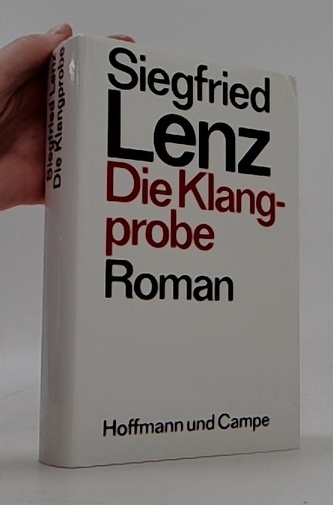 Siegfried Lenz
Die Klangprobe
Siegfried
Lenz
Die Klang-
probe
Roman
Hoffmann und Campe